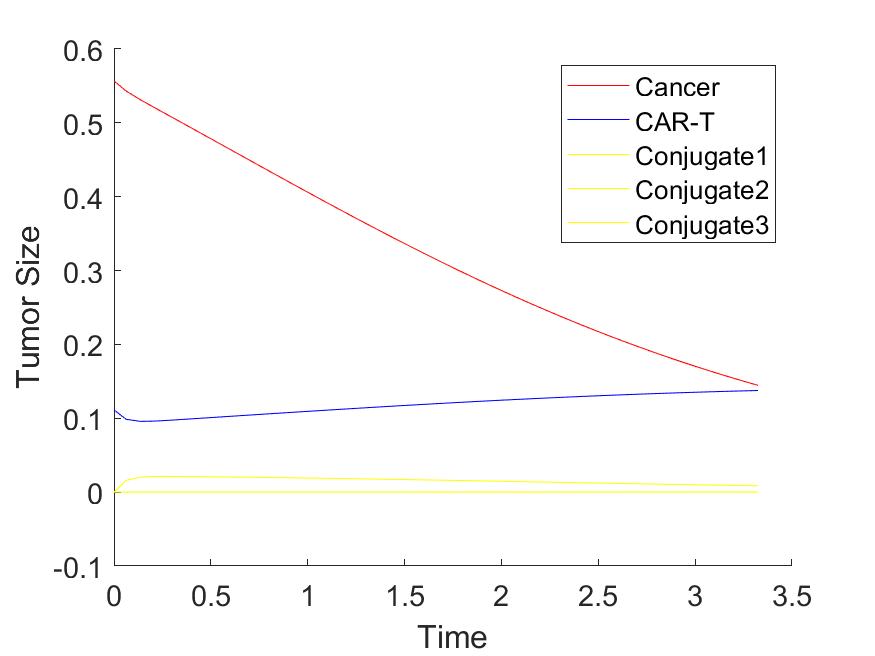 0.6
0.5
0.4
0.3
0.2
0.1
0
-0.1
Tumor Size
0 0.5 1 1.5 2 2.5 3 3.5
Time
Cancer
CAR-T
Conjugate1
Conjugate2
Conjugate3